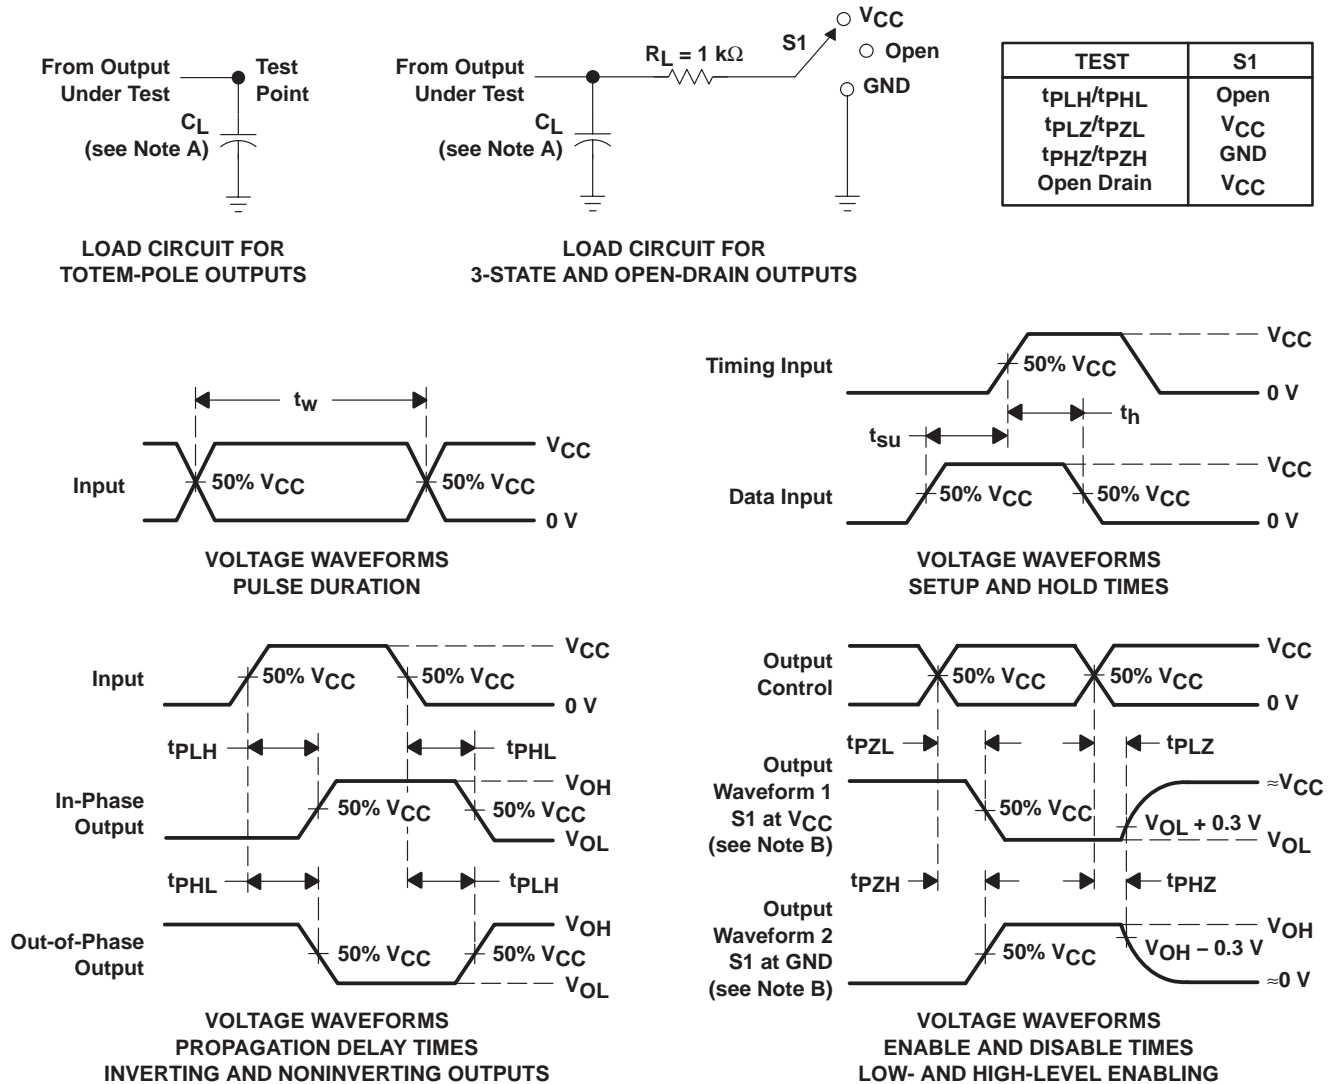 From Output
Under Test
Test
Point
CL
(see Note A)
LOAD CIRCUIT FOR
TOTEM-POLE OUTPUTS
From Output
Under Test
RL = 1 kΩ
S1
VCC
Open
GND
CL
(see Note A)
LOAD CIRCUIT FOR
3-STATE AND OPEN-DRAIN OUTPUTS
TEST S1
tPLH/tPHL Open
tPLZ/tPZL VCC
tPHZ/tPZH GND
Open Drain VCC
tw
Input
50% VCC
50% VCC
VCC
0 V
VOLTAGE WAVEFORMS
PULSE DURATION
Timing Input
50% VCC
VCC
0 V
tsu
th
Data Input
50% VCC
50% VCC
VCC
0 V
VOLTAGE WAVEFORMS
SETUP AND HOLD TIMES
Input
50% VCC
50% VCC
VCC
0 V
tPLH
tPHL
In-Phase
Output
50% VCC
50% VCC
VOH
VOL
tPHL
tPLH
Out-of-Phase
Output
50% VCC
50% VCC
VOH
VOL
VOLTAGE WAVEFORMS
PROPAGATION DELAY TIMES
INVERTING AND NONINVERTING OUTPUTS
Output
Control
50% VCC
50% VCC
VCC
0 V
tPZL
tPLZ
Output
Waveform 1
S1 at VCC
(see Note B)
50% VCC
VOL + 0.3 V
≈VCC
VOL
tPZH
tPHZ
Output
Waveform 2
S1 at GND
(see Note B)
50% VCC
VOH − 0.3 V
VOH
≈0 V
VOLTAGE WAVEFORMS
ENABLE AND DISABLE TIMES
LOW- AND HIGH-LEVEL ENABLING